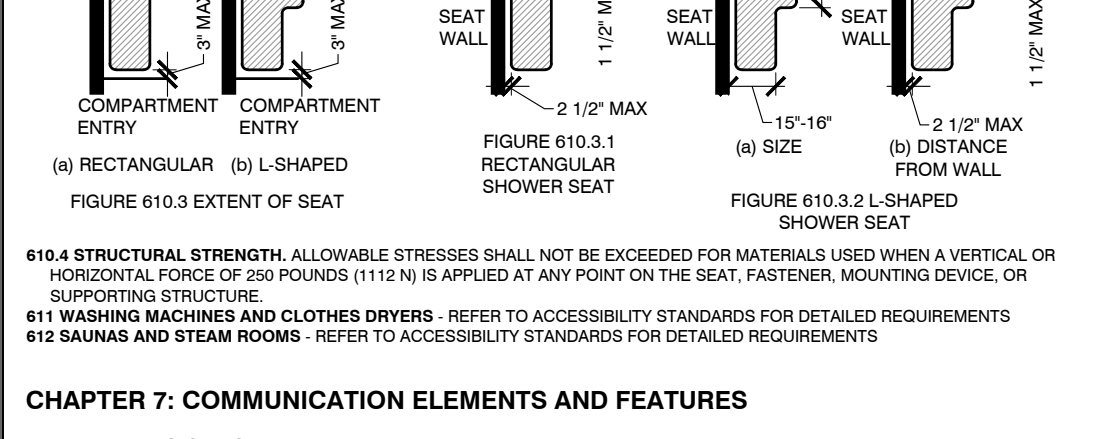 3" MAX
3" MAX
COMPARTMENT
ENTRY
COMPARTMENT
ENTRY
(a) RECTANGULAR
(b) L-SHAPED
FIGURE 610.3 EXTENT OF SEAT
SEAT
WALL
1 1/2" M
2 1/2" MAX
FIGURE 610.3.1
RECTANGULAR
SHOWER SEAT
SEAT
WALL
15"-16"
(a) SIZE
SEAT
WALL
1 1/2" MAX
2 1/2" MAX
(b) DISTANCE
FROM WALL
FIGURE 610.3.2 L-SHAPED
SHOWER SEAT
610.4 STRUCTURAL STRENGTH. ALLOWABLE STRESSES SHALL NOT BE EXCEEDED FOR MATERIALS USED WHEN A VERTICAL OR
HORIZONTAL FORCE OF 250 POUNDS (1112 N) IS APPLIED AT ANY POINT ON THE SEAT, FASTENER, MOUNTING DEVICE, OR
SUPPORTING STRUCTURE.
611 WASHING MACHINES AND CLOTHES DRYERS - REFER TO ACCESSIBILITY STANDARDS FOR DETAILED REQUIREMENTS
612 SAUNAS AND STEAM ROOMS - REFER TO ACCESSIBILITY STANDARDS FOR DETAILED REQUIREMENTS
CHAPTER 7: COMMUNICATION ELEMENTS AND FEATURES